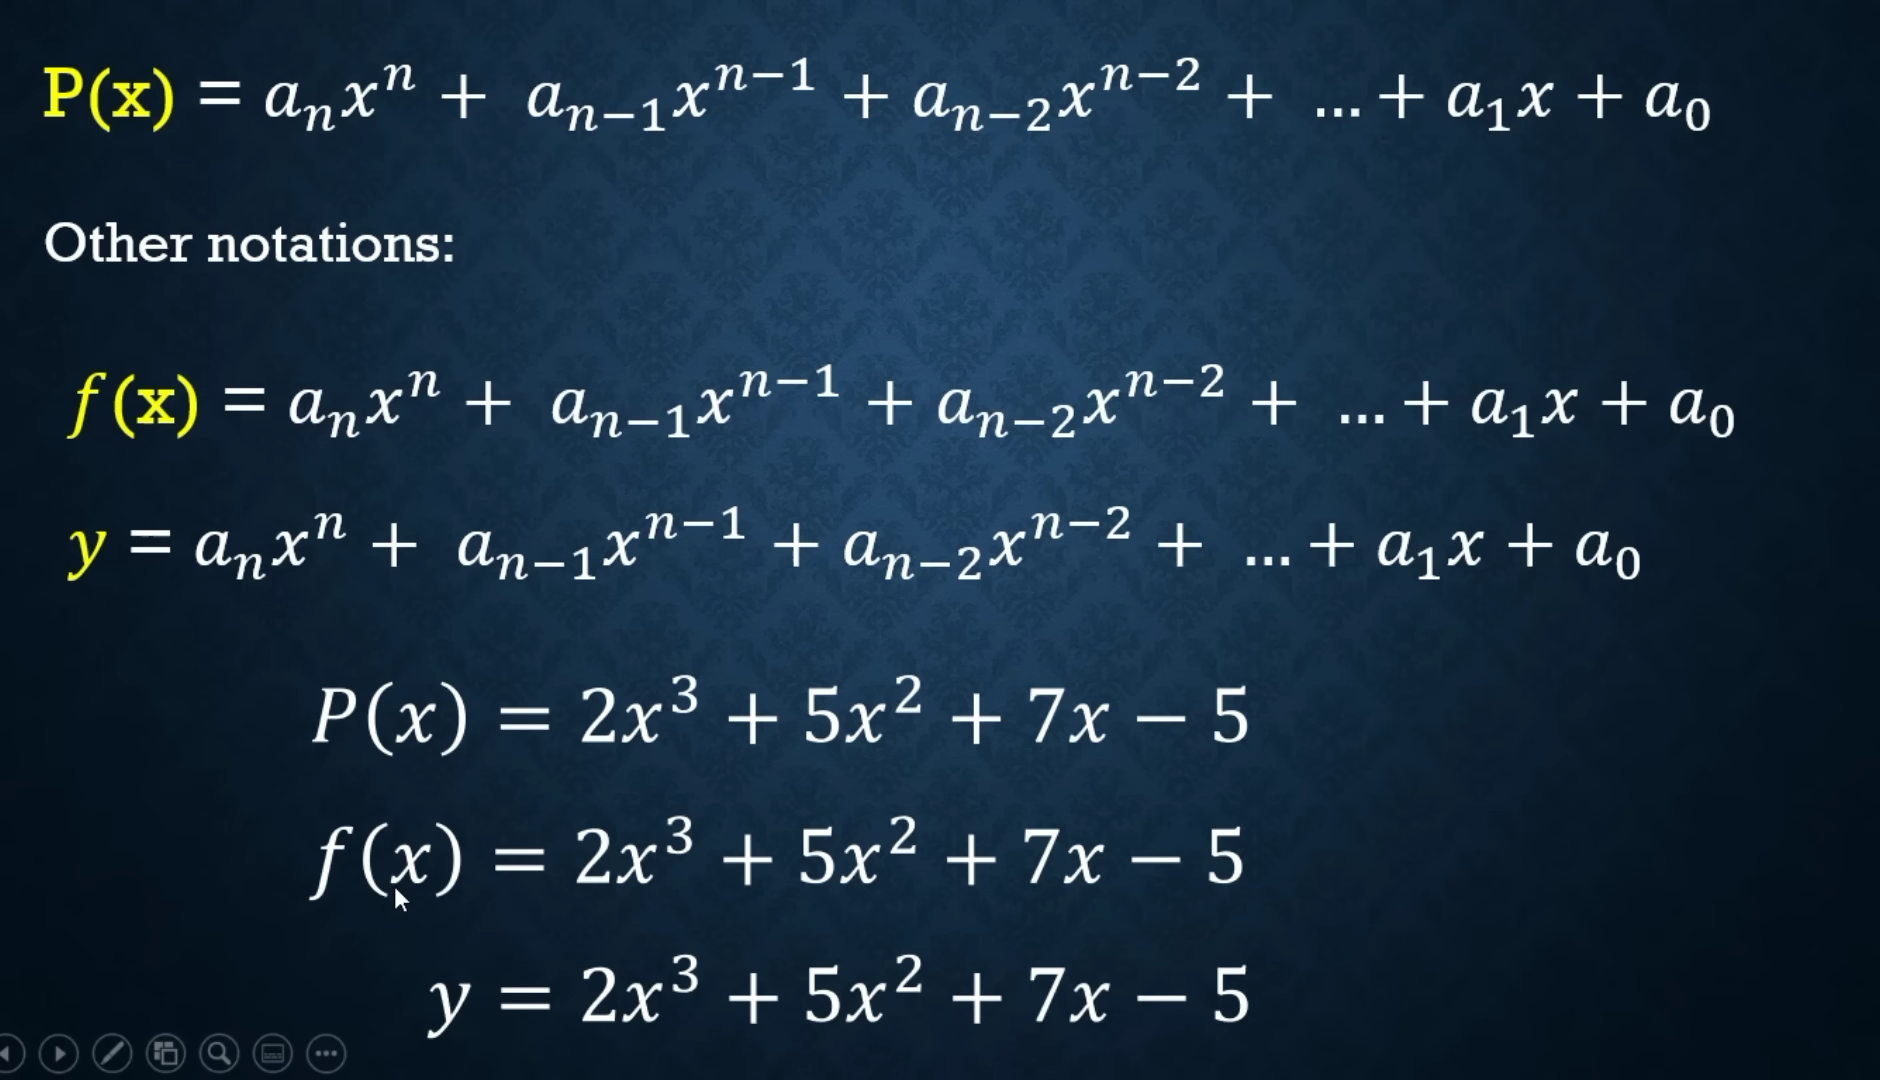 P(x) = aₙxⁿ + aₙ₋₁xⁿ⁻¹ + aₙ₋₂xⁿ⁻² + ... + a₁x + a₀
Other notations:
f(x) = aₙxⁿ + aₙ₋₁xⁿ⁻¹ + aₙ₋₂xⁿ⁻² + ... + a₁x + a₀
y = aₙxⁿ + aₙ₋₁xⁿ⁻¹ + aₙ₋₂xⁿ⁻² + ... + a₁x + a₀
P(x) = 2x³ + 5x² + 7x − 5
f(x) = 2x³ + 5x² + 7x − 5
y = 2x³ + 5x² + 7x − 5